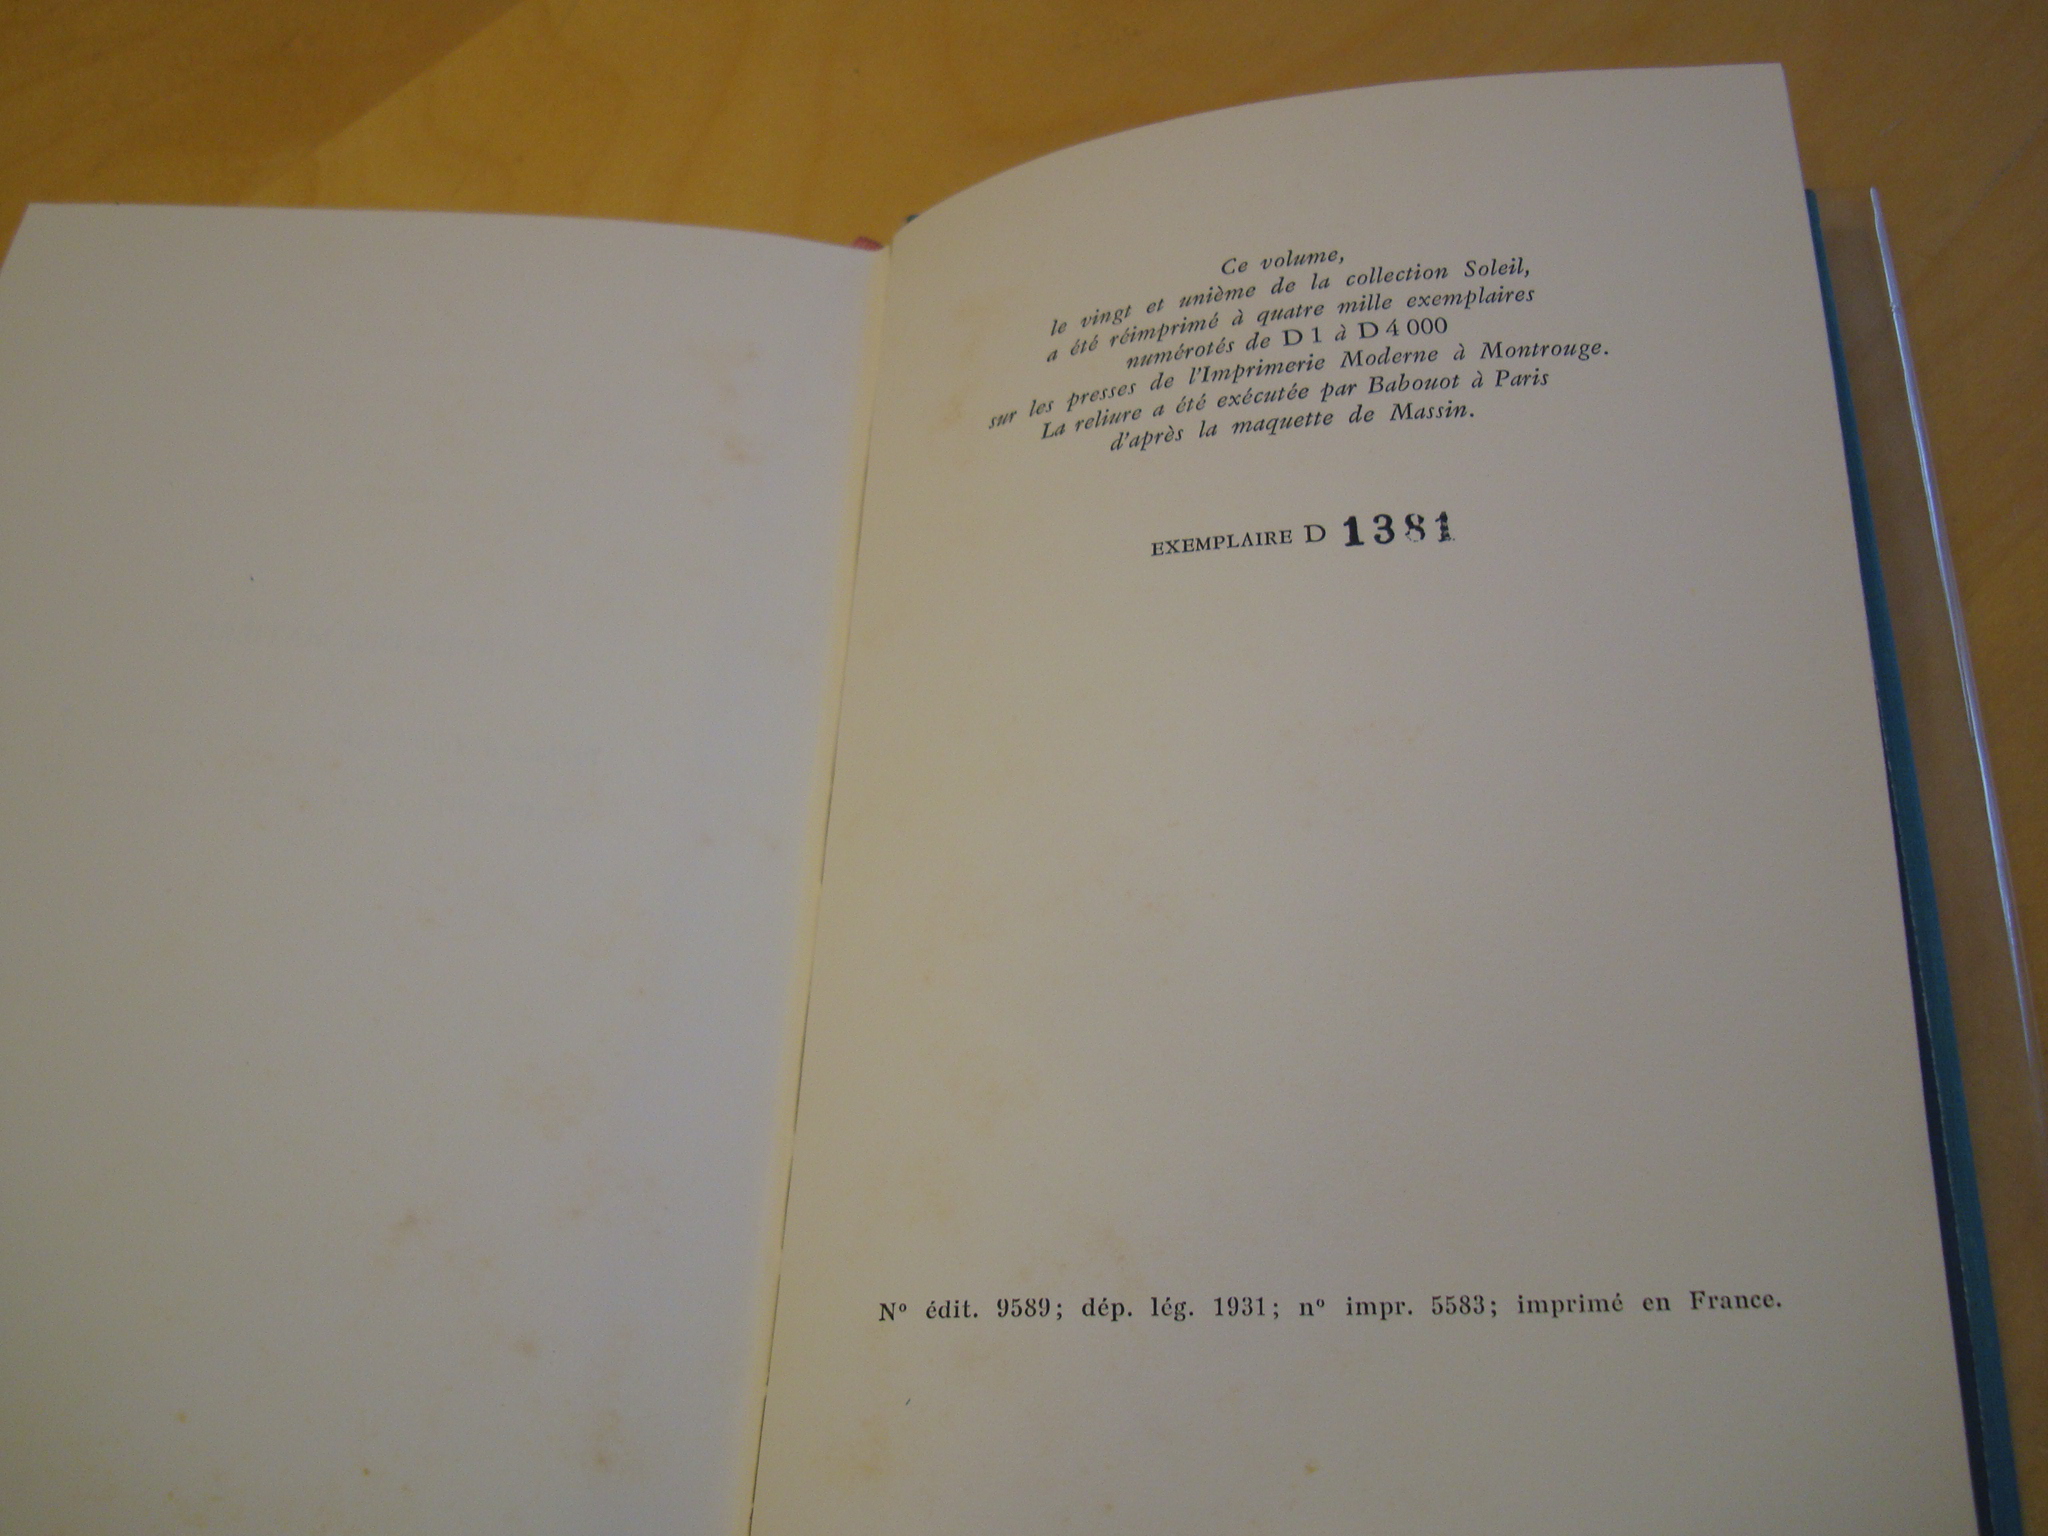 Ce volume,
le vingt et unième de la collection Soleil,
a été réimprimé à quatre mille exemplaires
numérotés de D 1 à D 4 000
sur les presses de l'Imprimerie Moderne à Montrouge.
La reliure a été exécutée par Babouot à Paris
d'après la maquette de Massin.
EXEMPLAIRE D 1381
Nº édit. 9589; dép. lég. 1931; nº impr. 5583; imprimé en France.